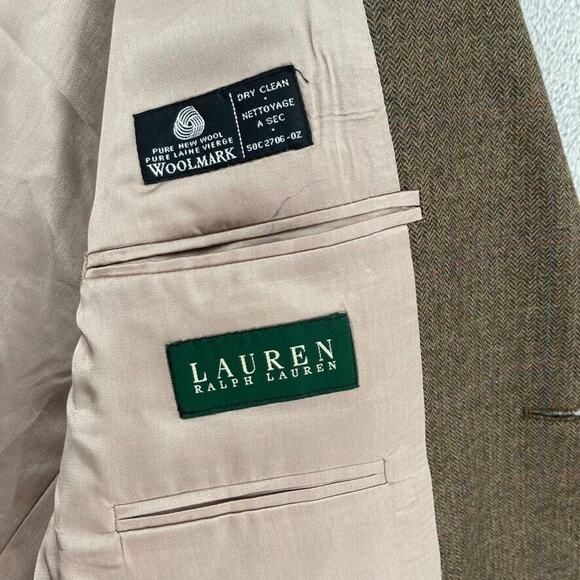 PURE NEW WOOL
PURE LAINE VIERGE
WOOLMARK
DRY CLEAN
•
NETTOYAGE
A SEC
•
50C2706-0Z
LAUREN
RALPH LAUREN